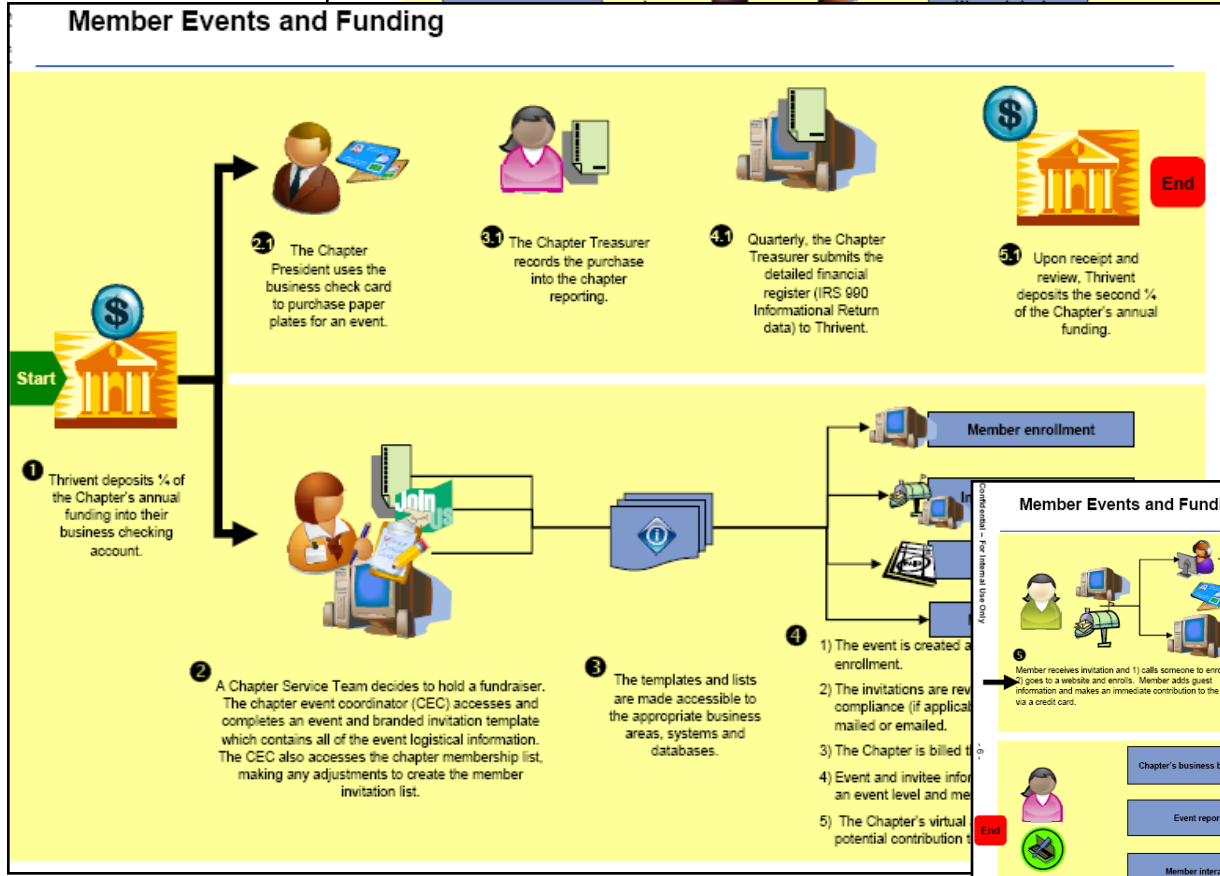 Member Events and Funding
Start
$
1
Thrivent deposits ¼ of
the Chapter's annual
funding into their
business checking
account.
2.1
The Chapter
President uses the
business check card
to purchase paper
plates for an event.
3.1
The Chapter Treasurer
records the purchase
into the chapter
reporting.
4.1
Quarterly, the Chapter
Treasurer submits the
detailed financial
register (IRS 990
Informational Return
data) to Thrivent.
$
End
5.1
Upon receipt and
review, Thrivent
deposits the second ¼
of the Chapter's annual
funding.
Join
Us
2
A Chapter Service Team decides to hold a fundraiser.
The chapter event coordinator (CEC) accesses and
completes an event and branded invitation template
which contains all of the event logistical information.
The CEC also accesses the chapter membership list,
making any adjustments to create the member
invitation list.
i
3
The templates and lists
are made accessible to
the appropriate business
areas, systems and
databases.
Member enrollment
4
1) The event is created a
enrollment.
2) The invitations are rev
compliance (if applicab
mailed or emailed.
3) The Chapter is billed t
4) Event and invitee infor
an event level and me
5) The Chapter's virtual
potential contribution t
Confidential – For Internal Use Only
- 6 -
Member Events and Fundi
5
Member receives invitation and 1) calls someone to enro
2) goes to a website and enrolls. Member adds guest
information and makes an immediate contribution to the
via a credit card.
Chapter's business b
Event repor
Member intera
End